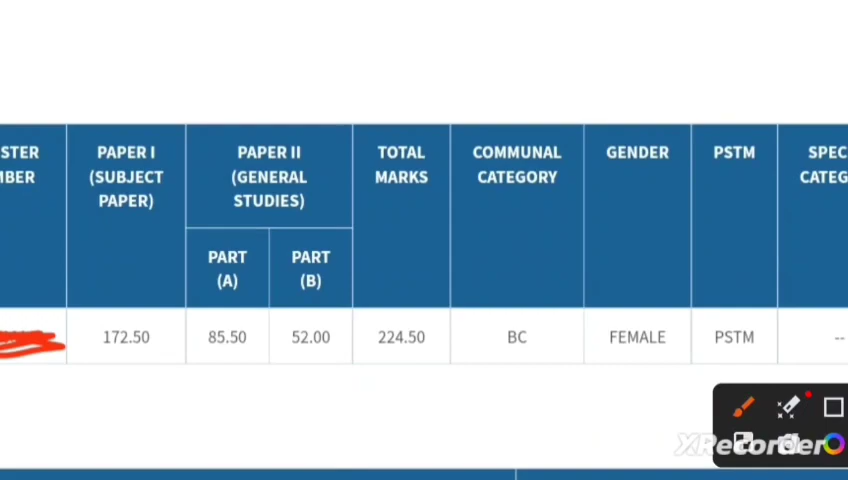 STER
MBER
PAPER I
(SUBJECT
PAPER)
PAPER II
(GENERAL
STUDIES)
PART
(A)
PART
(B)
TOTAL
MARKS
COMMUNAL
CATEGORY
GENDER
PSTM
SPEC
CATEG
172.50
85.50
52.00
224.50
BC
FEMALE
PSTM
--
XRecorder